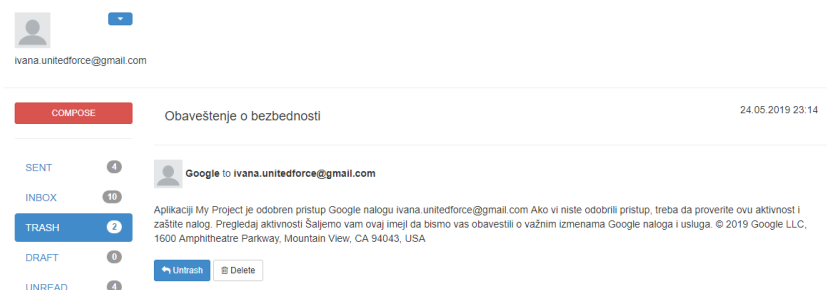 ivana.unitedforce@gmail.com
COMPOSE
Obaveštenje o bezbednosti
24.05.2019 23:14
SENT 4
INBOX 10
TRASH 2
DRAFT 0
UNREAD 4
Google to ivana.unitedforce@gmail.com
Aplikaciji My Project je odobren pristup Google nalogu ivana.unitedforce@gmail.com Ako vi niste odobrili pristup, treba da proverite ovu aktivnost i
zaštite nalog. Pregledaj aktivnosti Šaljemo vam ovaj imejl da bismo vas obavestili o važnim izmenama Google naloga i usluga. © 2019 Google LLC,
1600 Amphitheatre Parkway, Mountain View, CA 94043, USA
Untrash
Delete